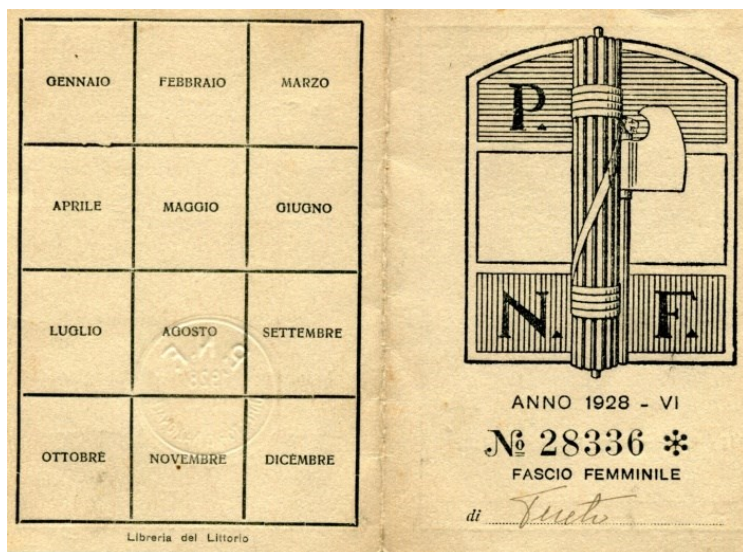 GENNAIO FEBBRAIO MARZO
APRILE MAGGIO GIUGNO
LUGLIO AGOSTO SETTEMBRE
OTTOBRE NOVEMBRE DICEMBRE
Libreria del Littorio
P.
N. F.
ANNO 1928 - VI
Nº 28336 *
FASCIO FEMMINILE
di